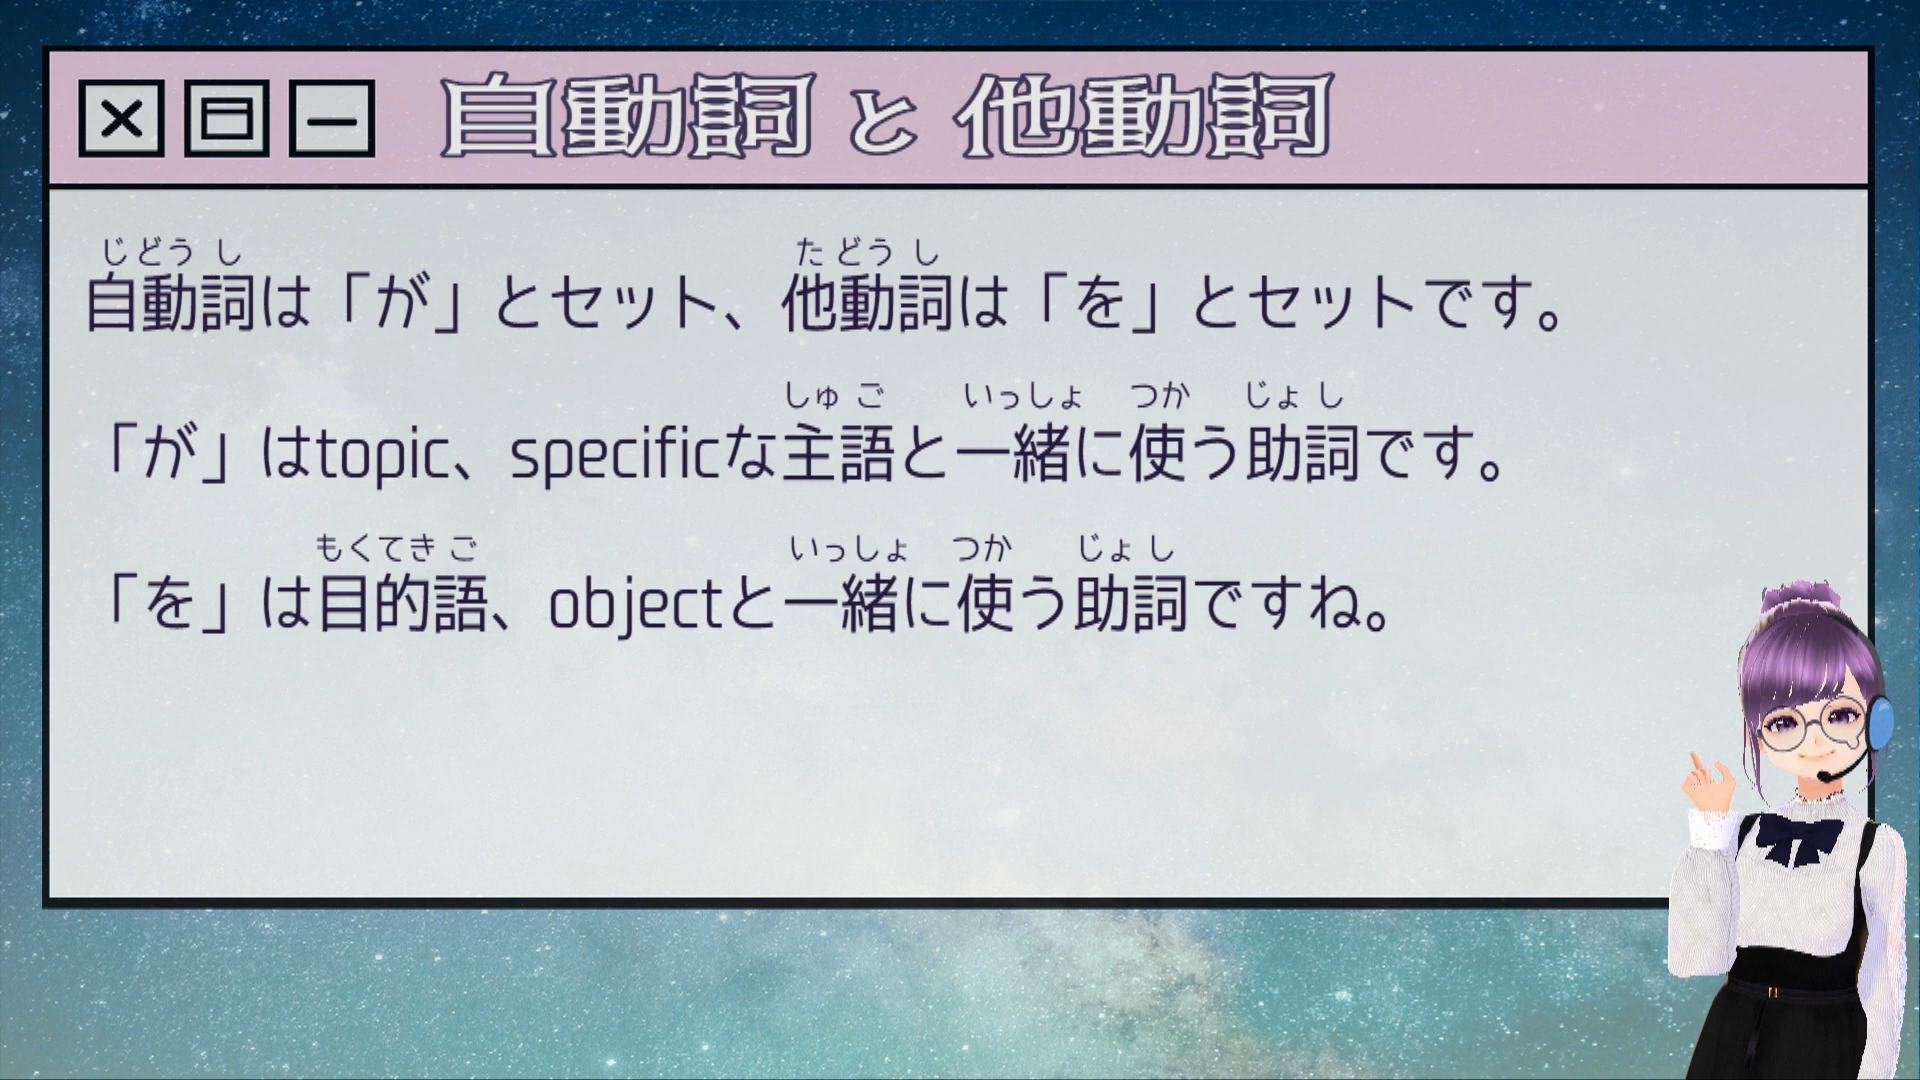 自動詞と他動詞
じどうし たどうし
自動詞は「が」とセット、他動詞は「を」とセットです。
しゅご いっしょ つか じょし
「が」はtopic、specificな主語と一緒に使う助詞です。
もくてきご いっしょ つか じょし
「を」は目的語、objectと一緒に使う助詞ですね。